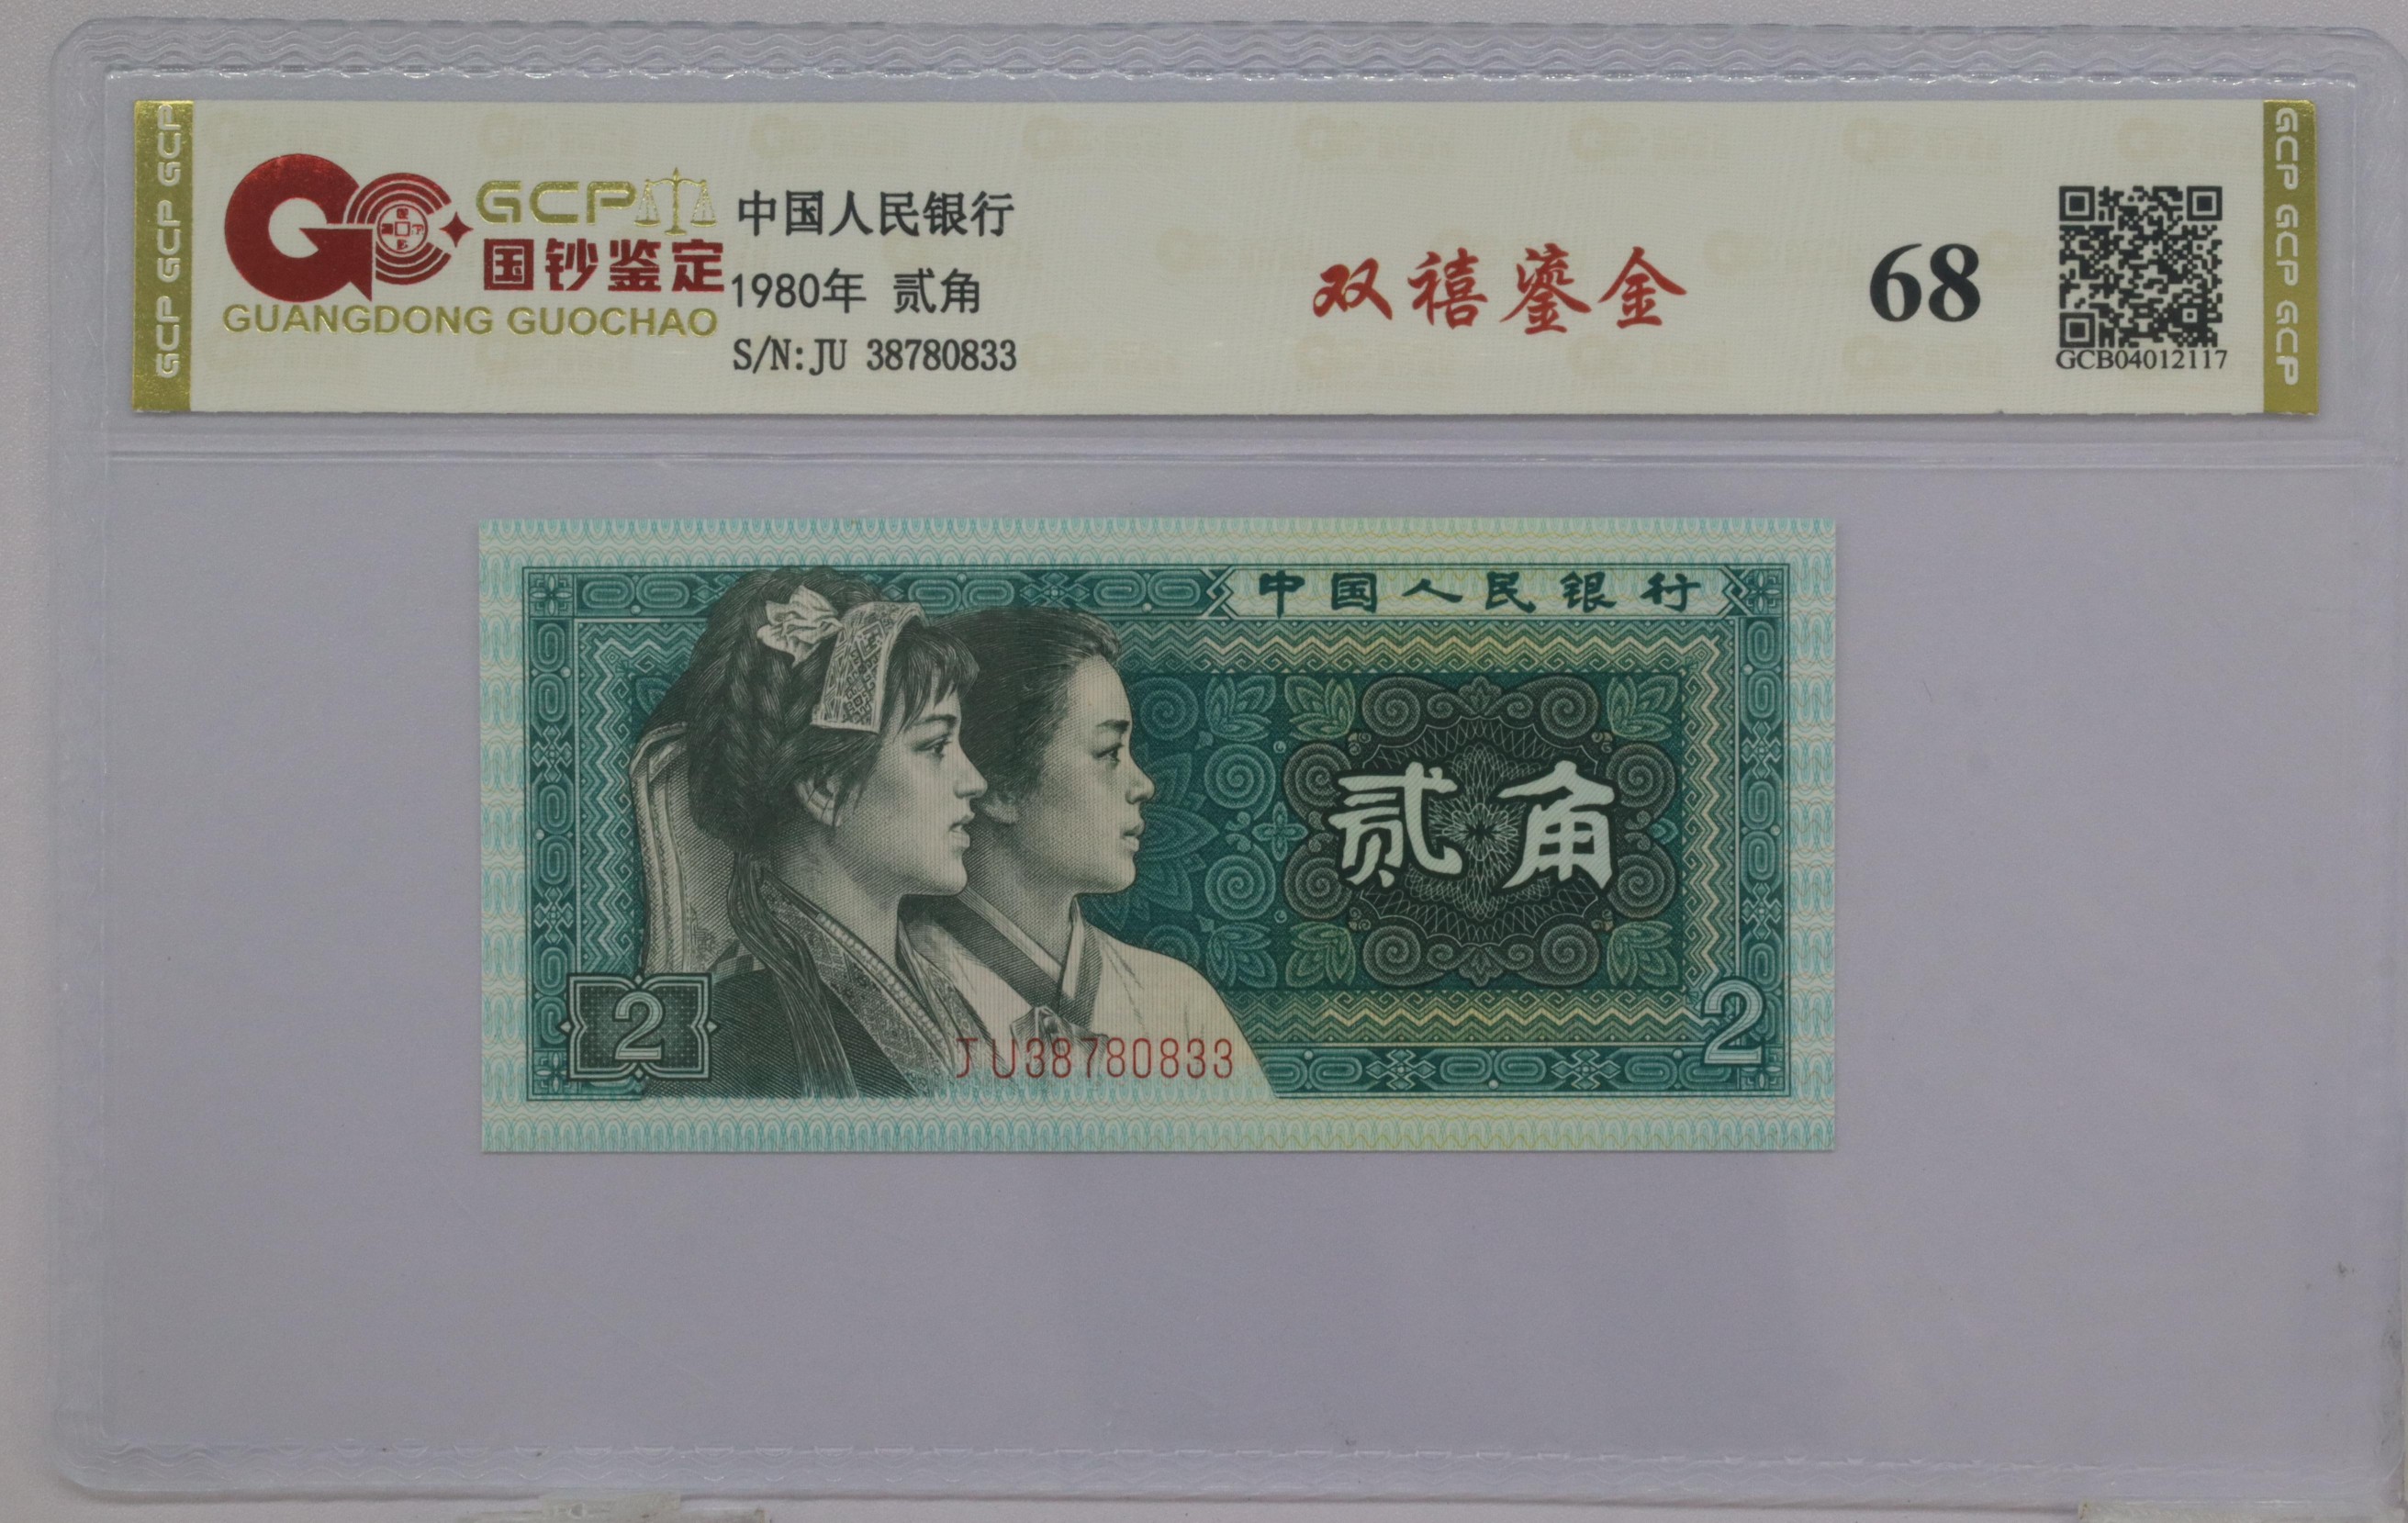 GCP GCP GCP
GCP
国钞鉴定
GUANGDONG GUOCHAO
中国人民银行
1980年 贰角
S/N:JU 38780833
双禧鎏金
68
GCB04012117
GCP GCP GCP
中国人民银行
贰角
2
JU38780833
2